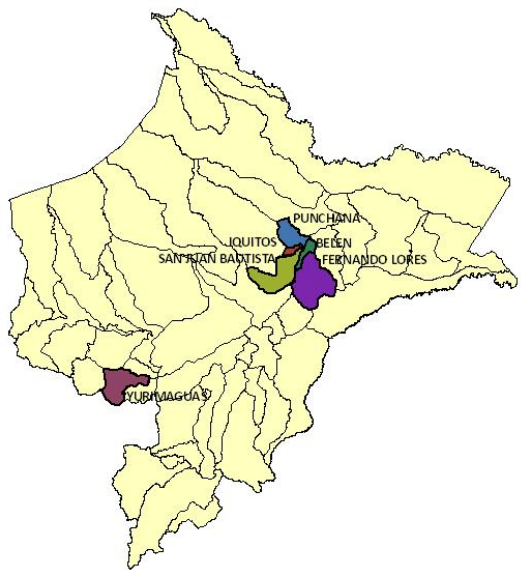 PUNCHANA
IQUITOS
BELEN
SAN JUAN BAUTISTA
FERNANDO LORES
YURIMAGUAS